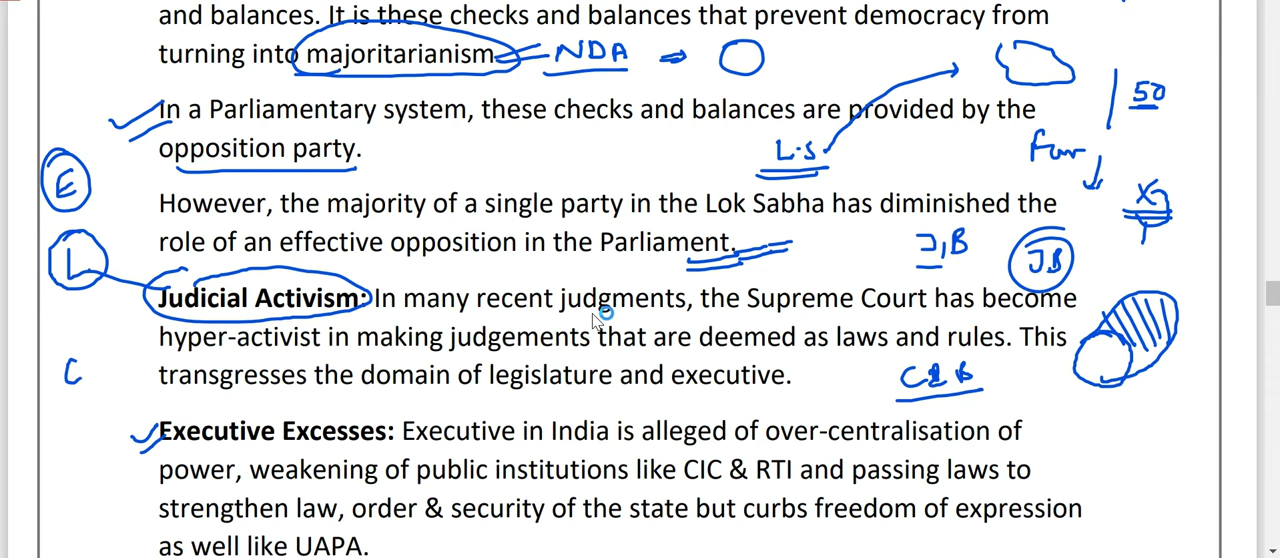 and balances. It is these checks and balances that prevent democracy from
turning into majoritarianism NDA
In a Parliamentary system, these checks and balances are provided by the
50
opposition party.
L.S
E
However, the majority of a single party in the Lok Sabha has diminished the
role of an effective opposition in the Parliament.
JB
L
Judicial Activism: In many recent judgments, the Supreme Court has become
hyper-activist in making judgements that are deemed as laws and rules. This
C
transgresses the domain of legislature and executive.
Executive Excesses: Executive in India is alleged of over-centralisation of
power, weakening of public institutions like CIC & RTI and passing laws to
strengthen law, order & security of the state but curbs freedom of expression
as well like UAPA.